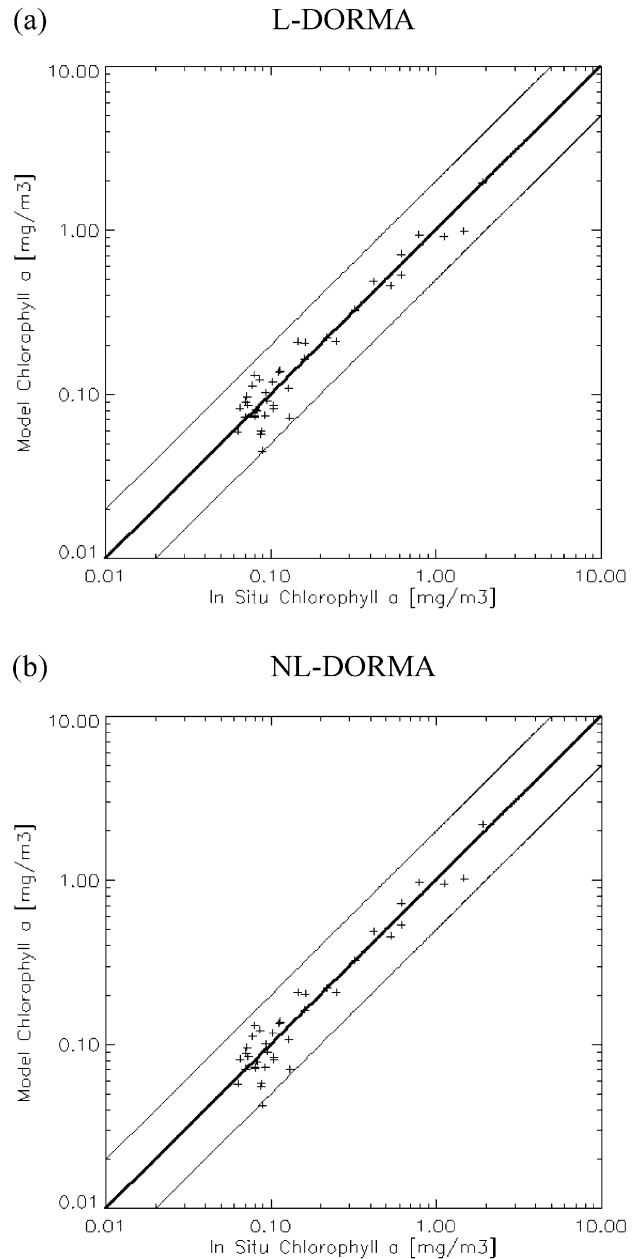 (a)
L-DORMA
10.00
1.00
0.10
0.01
Model Chlorophyll a [mg/m3]
0.01
0.10
1.00
10.00
In Situ Chlorophyll a [mg/m3]
(b)
NL-DORMA
10.00
1.00
0.10
0.01
Model Chlorophyll a [mg/m3]
0.01
0.10
1.00
10.00
In Situ Chlorophyll a [mg/m3]